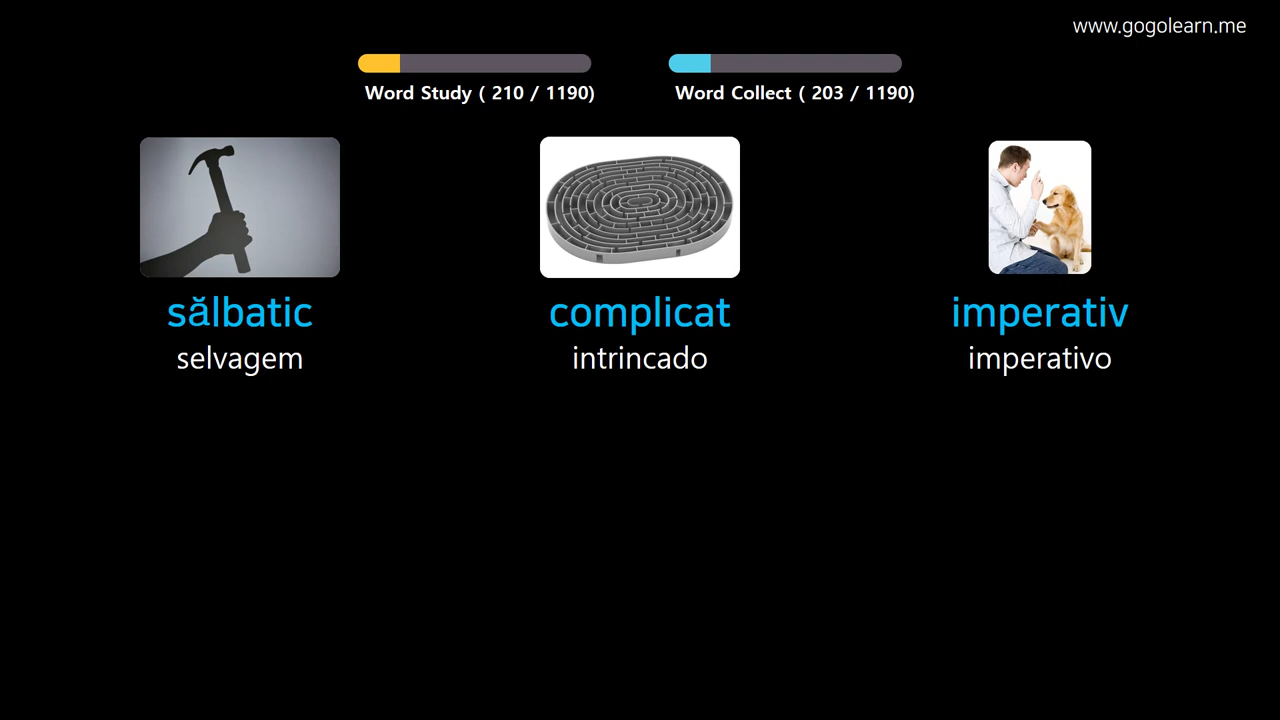 www.gogolearn.me
Word Study ( 210 / 1190)
Word Collect ( 203 / 1190)
sălbatic
selvagem
complicat
intrincado
imperativ
imperativo